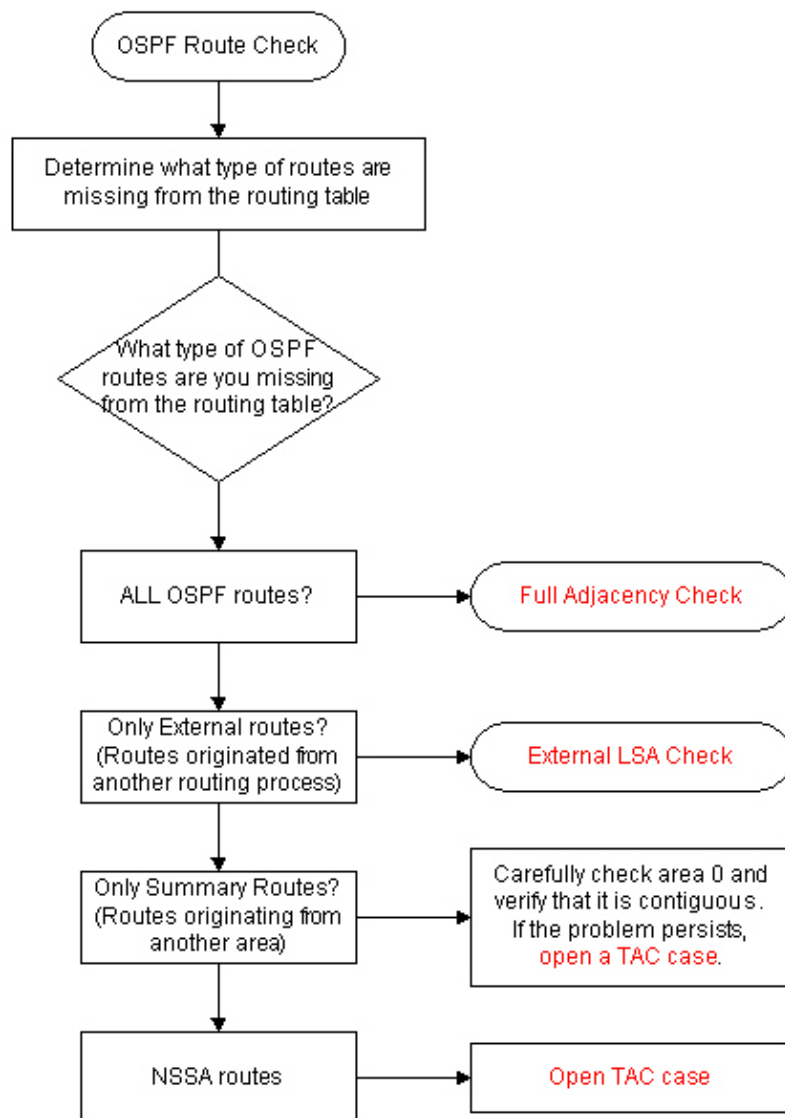 OSPF Route Check
Determine what type of routes are
missing from the routing table
What type of OSPF
routes are you missing
from the routing table?
ALL OSPF routes?
Full Adjacency Check
Only External routes?
(Routes originated from
another routing process)
External LSA Check
Only Summary Routes?
(Routes originating from
another area)
Carefully check area 0 and
verify that it is contiguous.
If the problem persists,
open a TAC case.
NSSA routes
Open TAC case